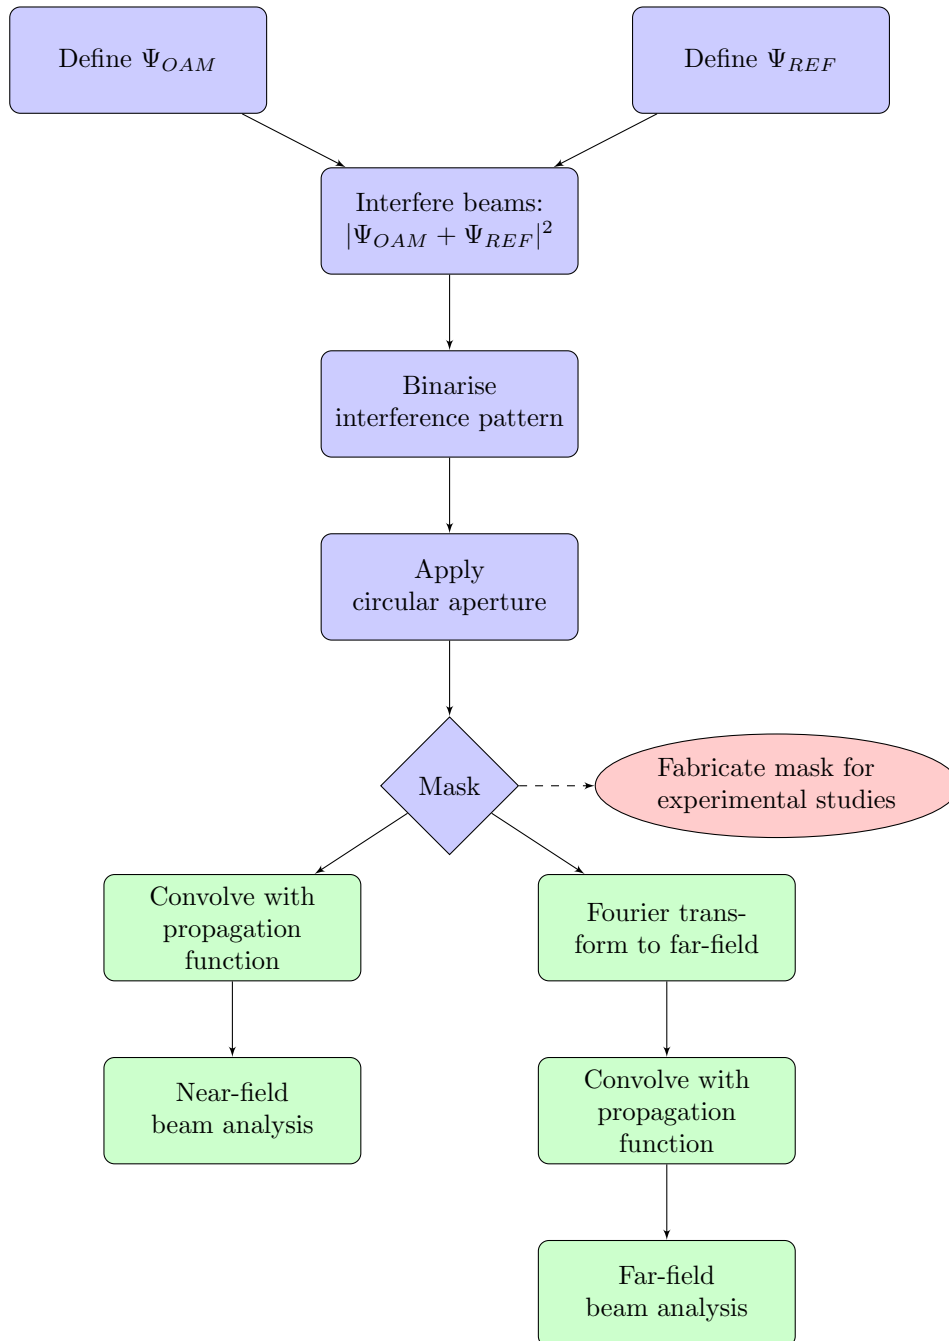 Define Ψ_OAM
Define Ψ_REF
Interfere beams:
|Ψ_OAM + Ψ_REF|²
Binarise
interference pattern
Apply
circular aperture
Mask
Fabricate mask for
experimental studies
Convolve with
propagation
function
Fourier trans-
form to far-field
Near-field
beam analysis
Convolve with
propagation
function
Far-field
beam analysis